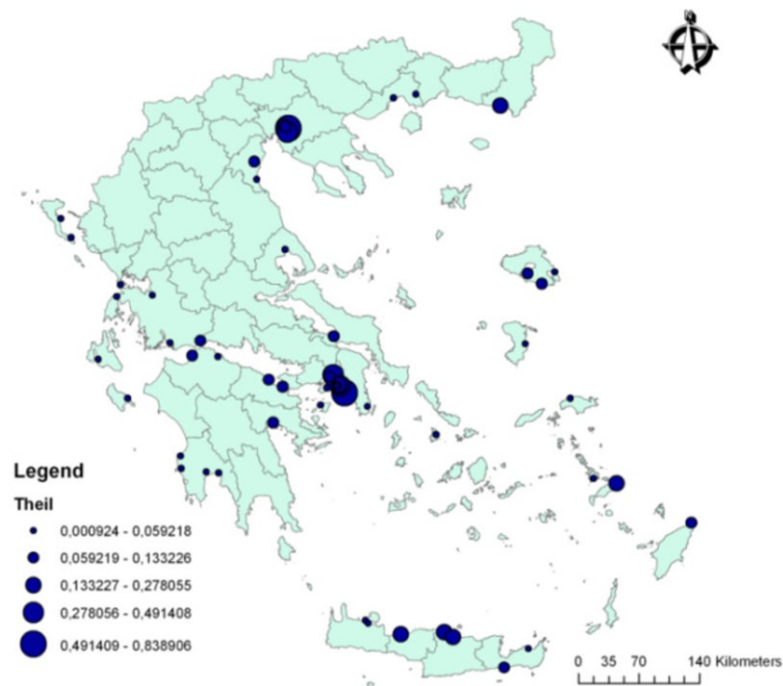 Legend
Theil
0,000924 - 0,059218
0,059219 - 0,133226
0,133227 - 0,278055
0,278056 - 0,491408
0,491409 - 0,838906
0 35 70 140 Kilometers